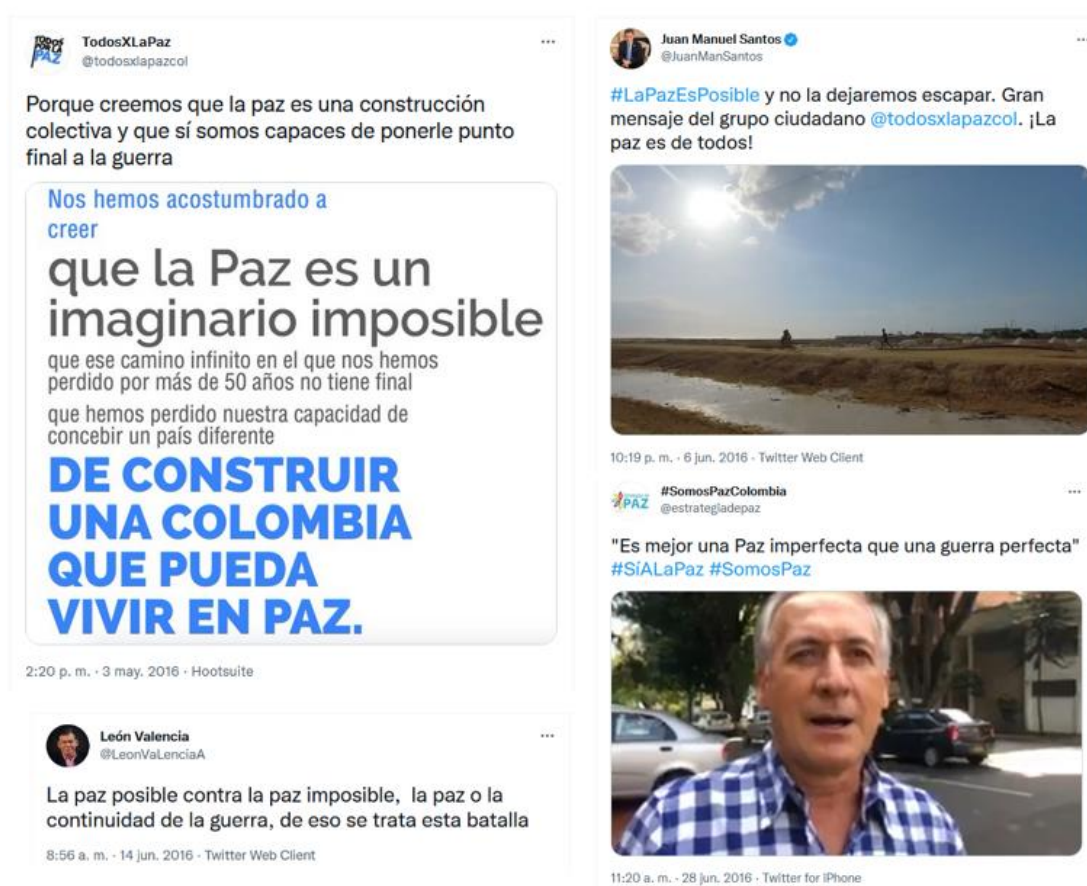 TODOS
POR LA
PAZ
TodosXLaPaz
@todosxlapazcol
Porque creemos que la paz es una construcción
colectiva y que sí somos capaces de ponerle punto
final a la guerra
Nos hemos acostumbrado a
creer
que la Paz es un
imaginario imposible
que ese camino infinito en el que nos hemos
perdido por más de 50 años no tiene final
que hemos perdido nuestra capacidad de
concebir un país diferente
DE CONSTRUIR
UNA COLOMBIA
QUE PUEDA
VIVIR EN PAZ.
2:20 p. m. · 3 may. 2016 · Hootsuite
León Valencia
@LeonVaLenciaA
La paz posible contra la paz imposible, la paz o la
continuidad de la guerra, de eso se trata esta batalla
8:56 a. m. · 14 jun. 2016 · Twitter Web Client
Juan Manuel Santos
@JuanManSantos
#LaPazEsPosible y no la dejaremos escapar. Gran
mensaje del grupo ciudadano @todosxlapazcol. ¡La
paz es de todos!
10:19 p. m. · 6 jun. 2016 · Twitter Web Client
PAZ
#SomosPazColombia
@estrategiadepaz
"Es mejor una Paz imperfecta que una guerra perfecta"
#SíALaPaz #SomosPaz
11:20 a. m. · 28 jun. 2016 · Twitter for iPhone